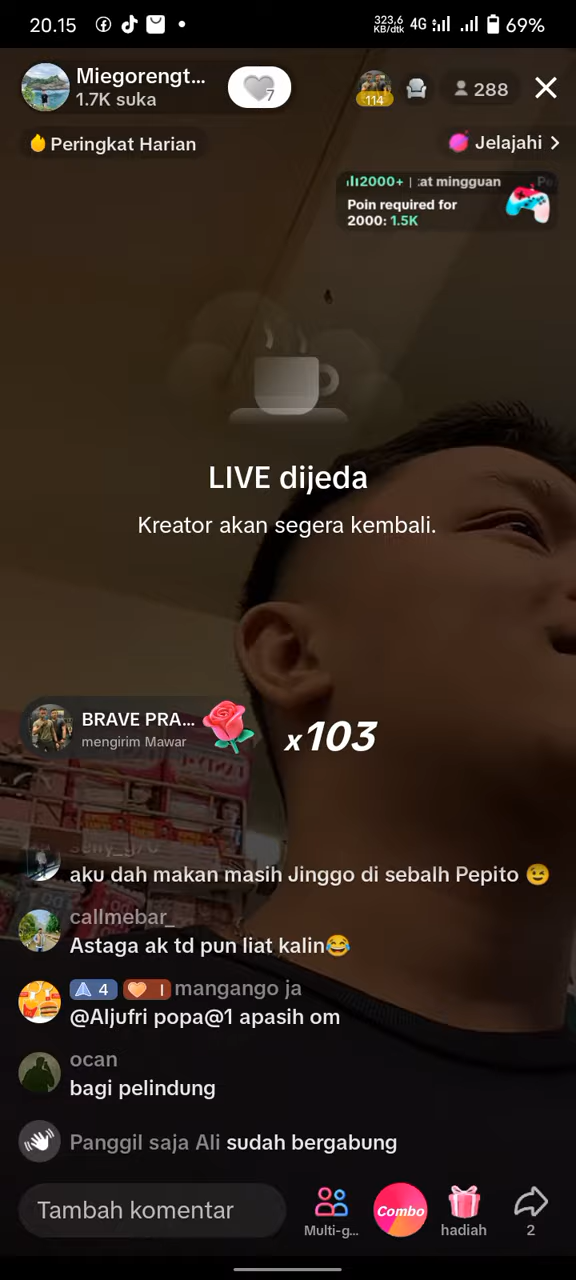 20.15
323,6
KB/dtk
4G
69%
Miegorengt...
1.7K suka
7
114
288
Peringkat Harian
Jelajahi
2000+ | :at mingguan
Poin required for
2000: 1.5K
LIVE dijeda
Kreator akan segera kembali.
BRAVE PRA...
mengirim Mawar
x103
aku dah makan masih Jinggo di sebalh Pepito 😉
callmebar_
Astaga ak td pun liat kalin😂
4 I mangango ja
@Aljufri popa@1 apasih om
ocan
bagi pelindung
Panggil saja Ali sudah bergabung
Tambah komentar
Multi-g...
Combo
hadiah
2